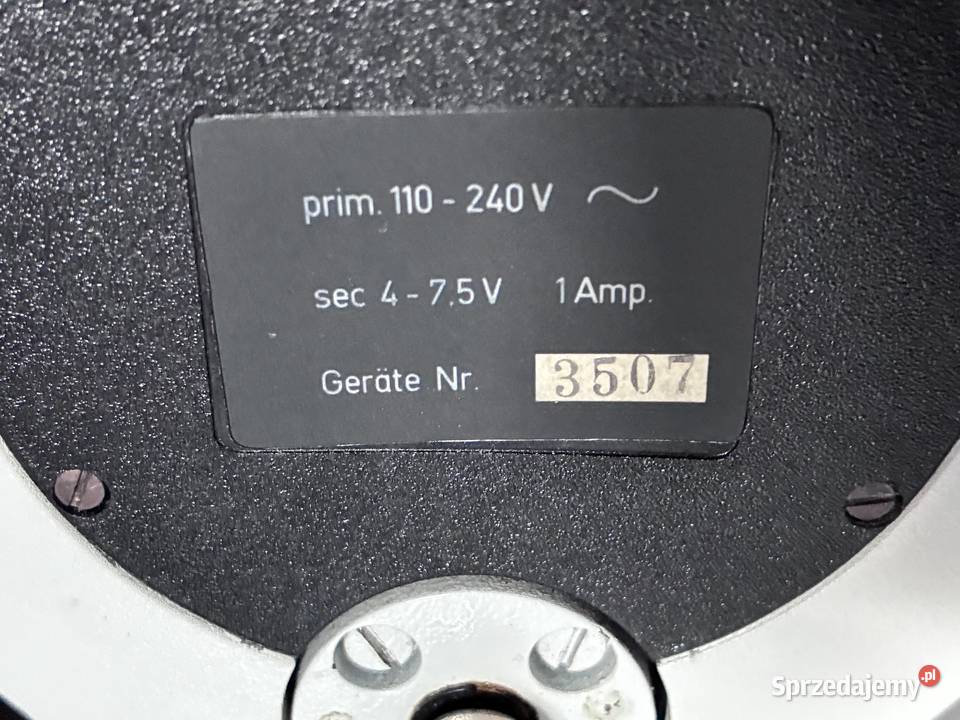 prim. 110 - 240 V ~
sec 4 - 7.5 V 1 Amp.
Geräte Nr. 3507
Sprzedajemy.pl